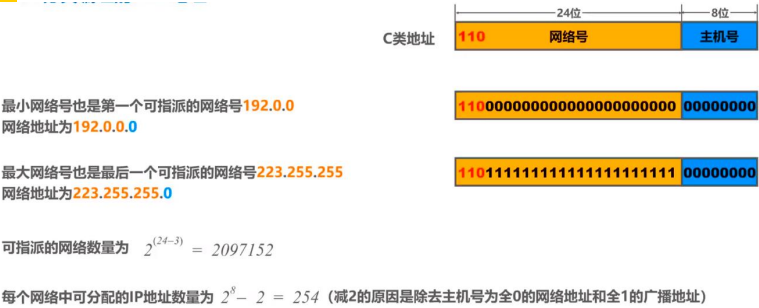 24位 8位
C类地址 110 网络号 主机号
最小网络号也是第一个可指派的网络号192.0.0 110000000000000000000000 00000000
网络地址为192.0.0.0
最大网络号也是最后一个可指派的网络号223.255.255 110111111111111111111111 00000000
网络地址为223.255.255.0
可指派的网络数量为 2^(24-3) = 2097152
每个网络中可分配的IP地址数量为 2^8 - 2 = 254（减2的原因是除去主机号为全0的网络地址和全1的广播地址）